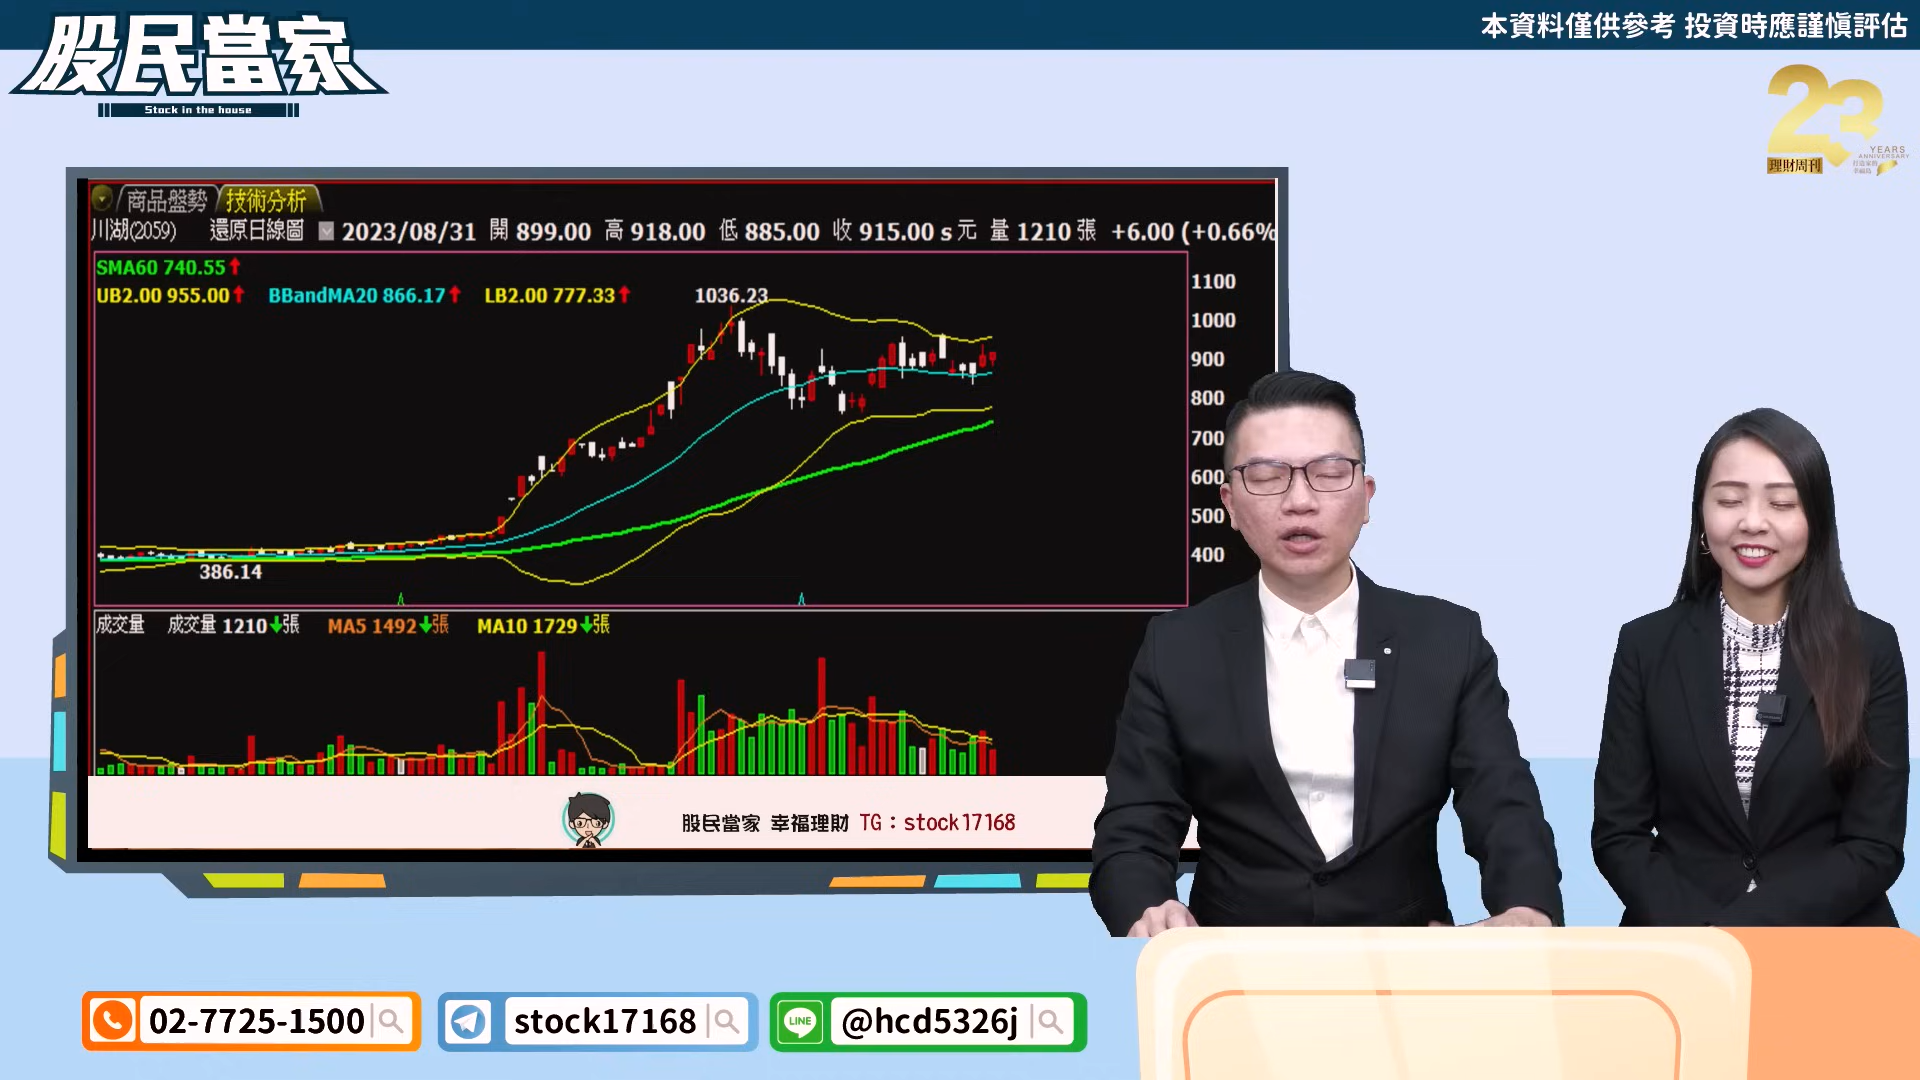 股民當家
Stock in the house
本資料僅供參考 投資時應謹慎評估
23
YEARS
ANNIVERSARY
理財周刊
商品盤勢 技術分析
川湖(2059) 還原日線圖 2023/08/31 開 899.00 高 918.00 低 885.00 收 915.00 s 元 量 1210 張 +6.00 (+0.66%
SMA60 740.55
UB2.00 955.00 BBandMA20 866.17 LB2.00 777.33
1036.23
386.14
1100
1000
900
800
700
600
500
400
成交量 成交量 1210 張 MA5 1492 張 MA10 1729 張
股民當家 幸福理財 TG：stock17168
02-7725-1500
stock17168
LINE
@hcd5326j